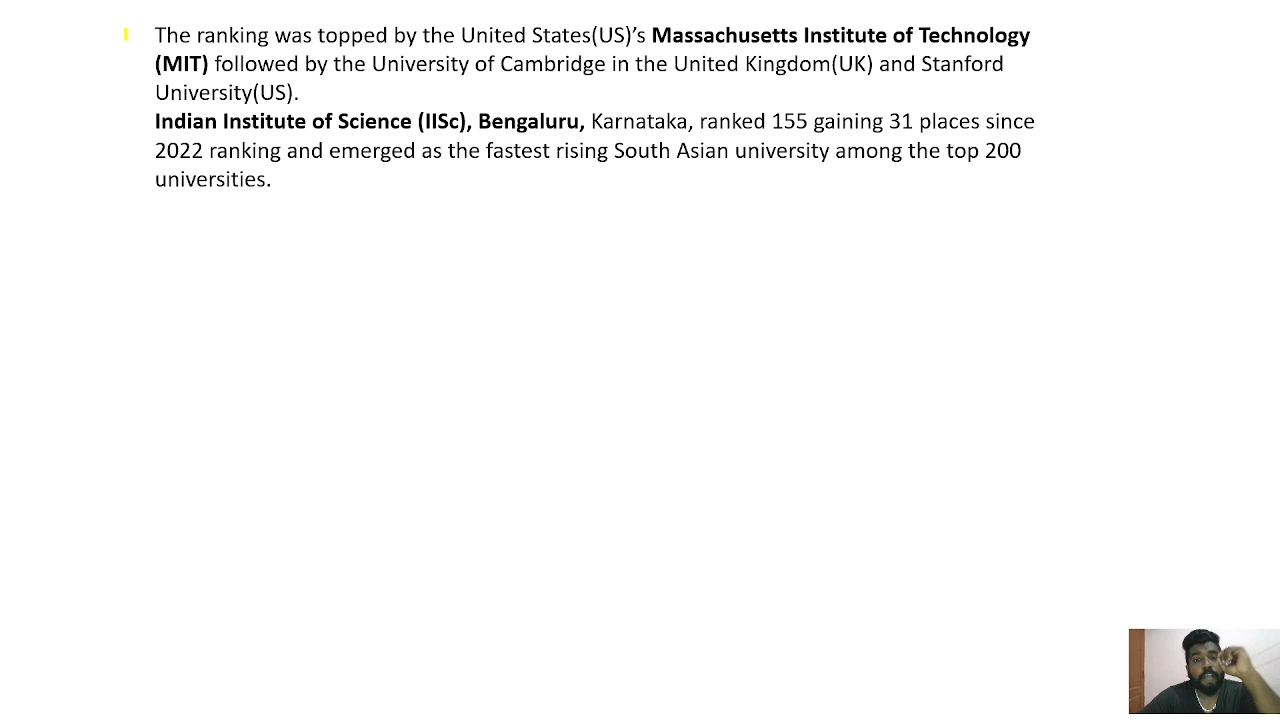 The ranking was topped by the United States(US)’s Massachusetts Institute of Technology
(MIT) followed by the University of Cambridge in the United Kingdom(UK) and Stanford
University(US).
Indian Institute of Science (IISc), Bengaluru, Karnataka, ranked 155 gaining 31 places since
2022 ranking and emerged as the fastest rising South Asian university among the top 200
universities.